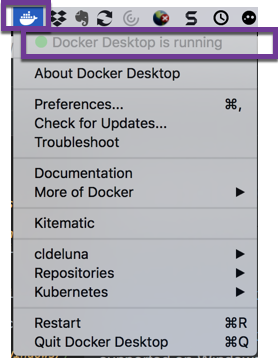 Docker Desktop is running
About Docker Desktop
Preferences... ⌘,
Check for Updates...
Troubleshoot
Documentation
More of Docker ▶
Kitematic
cldeluna ▶
Repositories ▶
Kubernetes ▶
Restart ⌘R
Quit Docker Desktop ⌘Q